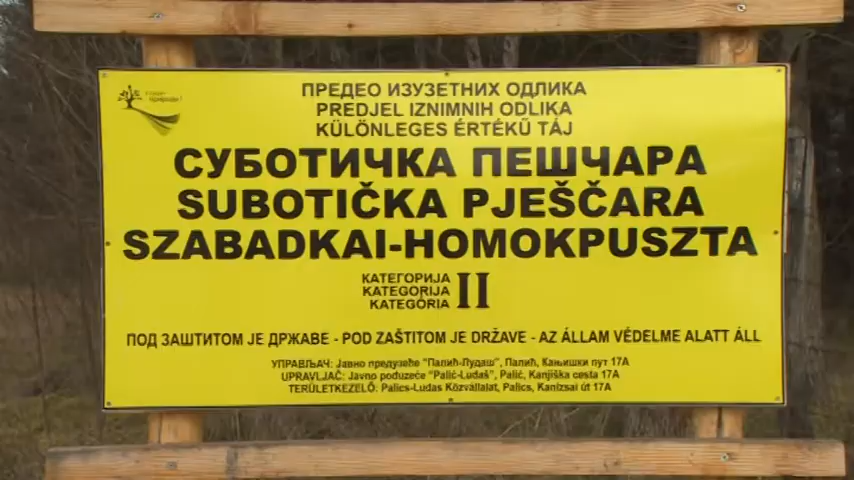 ПРЕДЕО ИЗУЗЕТНИХ ОДЛИКА
PREDJEL IZNIMNIH ODLIKA
KÜLÖNLEGES ÉRTÉKŰ TÁJ
СУБОТИЧКА ПЕШЧАРА
SUBOTIČKA PJEŠČARA
SZABADKAI-HOMOKPUSZTA
КАТЕГОРИЈА
KATEGORIJA II
KATEGÓRIA
ПОД ЗАШТИТОМ ЈЕ ДРЖАВЕ - POD ZAŠTITOM JE DRŽAVE - AZ ÁLLAM VÉDELME ALATT ÁLL
УПРАВЉАЧ: Јавно предузеће "Палић-Лудаш", Палић, Кањишки пут 17А
UPRAVLJAČ: Javno poduzeće "Palić-Ludaš", Palić, Kanjiška cesta 17A
TERÜLETKEZELŐ: Palics-Ludas Közvállalat, Palics, Kanizsai út 17A